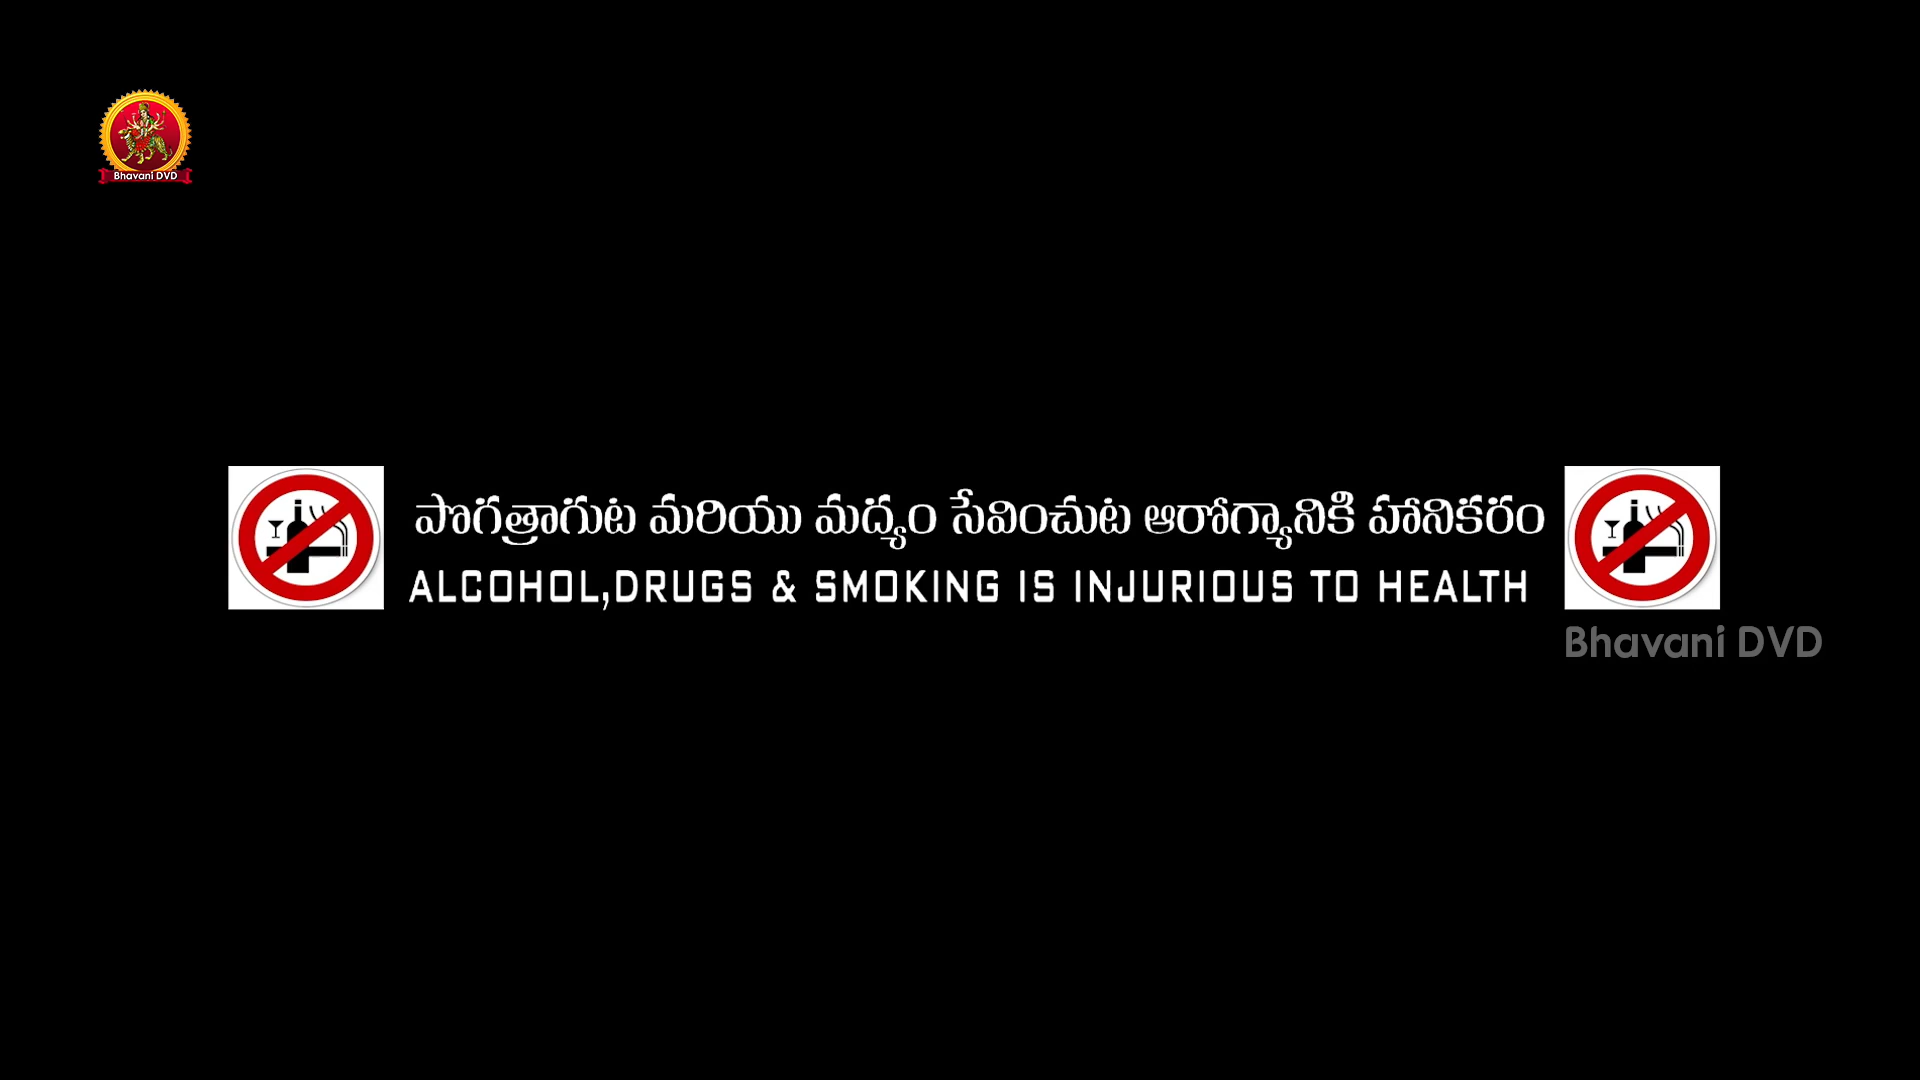 Bhavani DVD
పొగత్రాగుట మరియు మద్యం సేవించుట ఆరోగ్యానికి హానికరం
ALCOHOL,DRUGS & SMOKING IS INJURIOUS TO HEALTH
Bhavani DVD